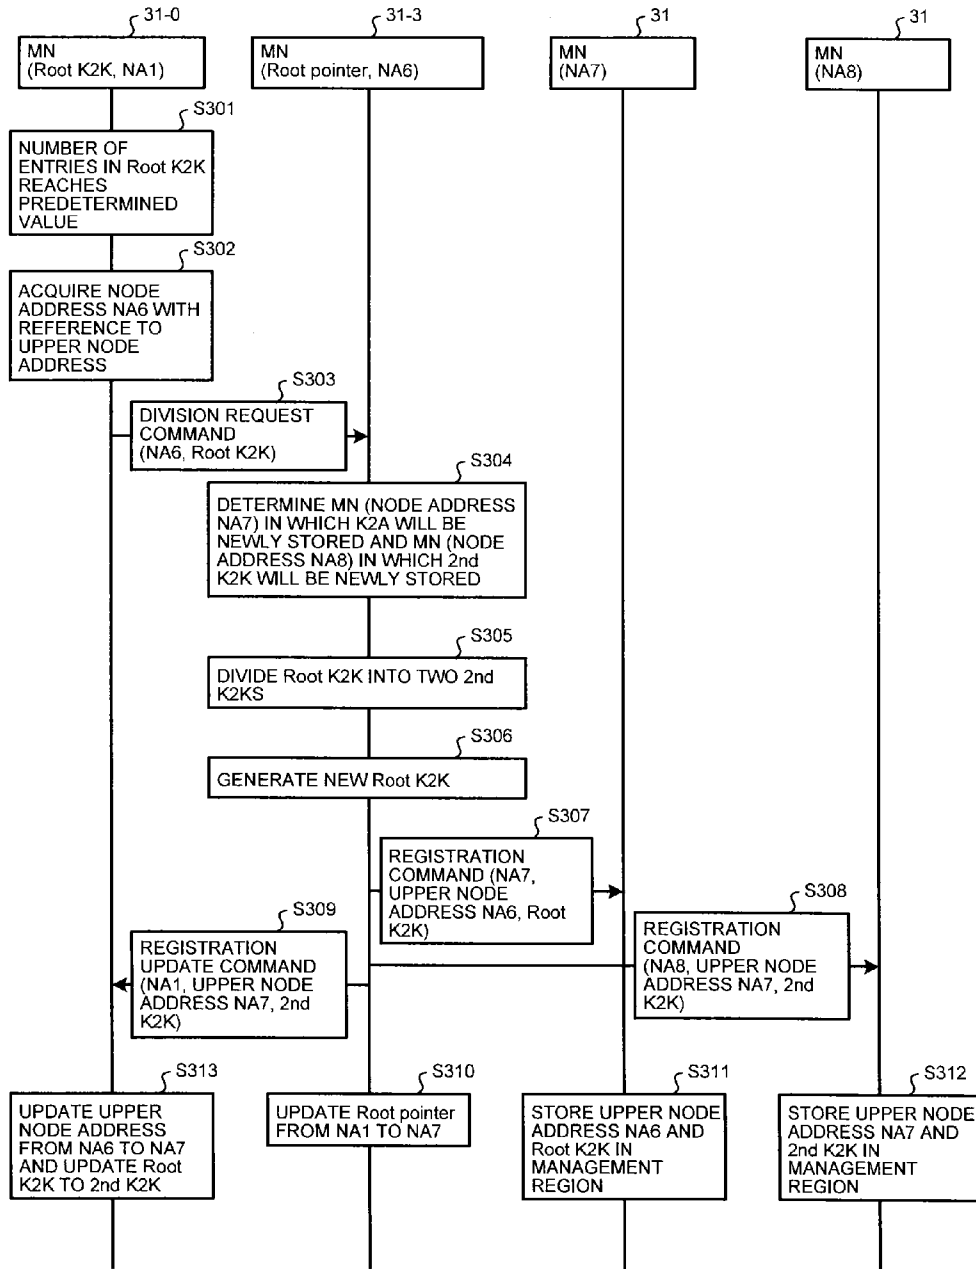 31-0
31-3
31
31
MN
(Root K2K, NA1)
MN
(Root pointer, NA6)
MN
(NA7)
MN
(NA8)
S301
NUMBER OF
ENTRIES IN Root K2K
REACHES
PREDETERMINED
VALUE
S302
ACQUIRE NODE
ADDRESS NA6 WITH
REFERENCE TO
UPPER NODE
ADDRESS
S303
DIVISION REQUEST
COMMAND
(NA6, Root K2K)
S304
DETERMINE MN (NODE ADDRESS
NA7) IN WHICH K2A WILL BE
NEWLY STORED AND MN (NODE
ADDRESS NA8) IN WHICH 2nd
K2K WILL BE NEWLY STORED
S305
DIVIDE Root K2K INTO TWO 2nd
K2KS
S306
GENERATE NEW Root K2K
S307
REGISTRATION
COMMAND (NA7,
UPPER NODE
ADDRESS NA6, Root
K2K)
S308
REGISTRATION
COMMAND
(NA8, UPPER NODE
ADDRESS NA7, 2nd
K2K)
S309
REGISTRATION
UPDATE COMMAND
(NA1, UPPER NODE
ADDRESS NA7, 2nd
K2K)
S313
UPDATE UPPER
NODE ADDRESS
FROM NA6 TO NA7
AND UPDATE Root
K2K TO 2nd K2K
S310
UPDATE Root pointer
FROM NA1 TO NA7
S311
STORE UPPER NODE
ADDRESS NA6 AND
Root K2K IN
MANAGEMENT
REGION
S312
STORE UPPER NODE
ADDRESS NA7 AND
2nd K2K IN
MANAGEMENT
REGION